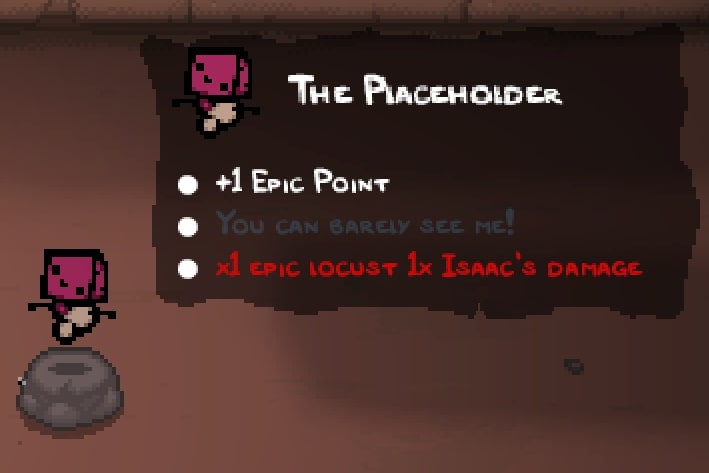 The Placeholder
+1 Epic Point
You can barely see me!
x1 epic locust 1x Isaac's damage